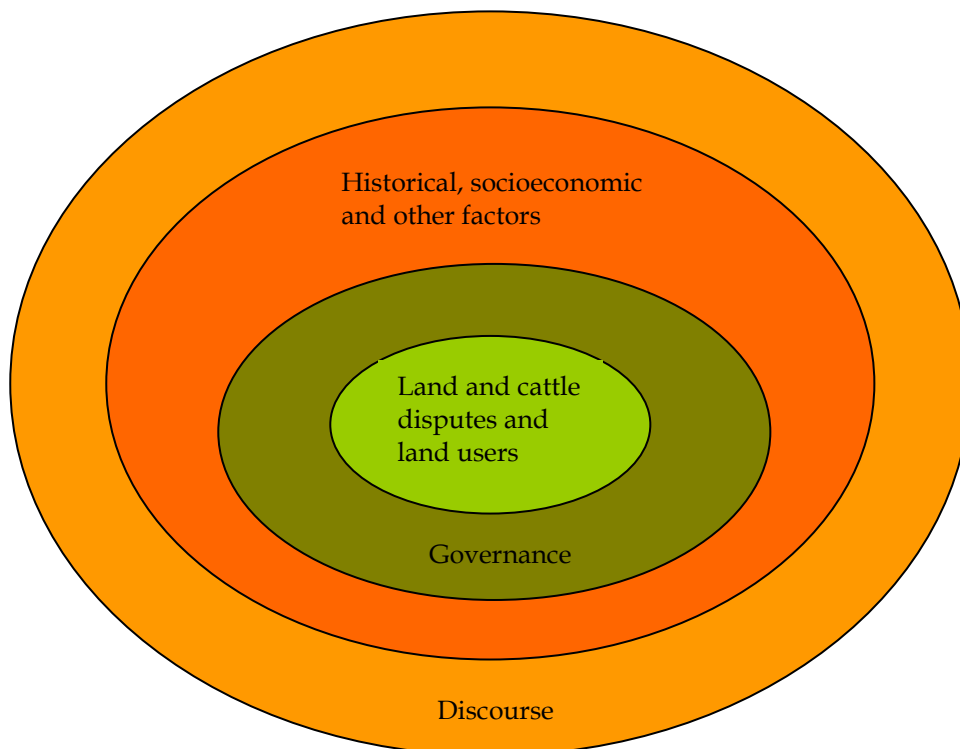 Historical, socioeconomic
and other factors
Land and cattle
disputes and
land users
Governance
Discourse